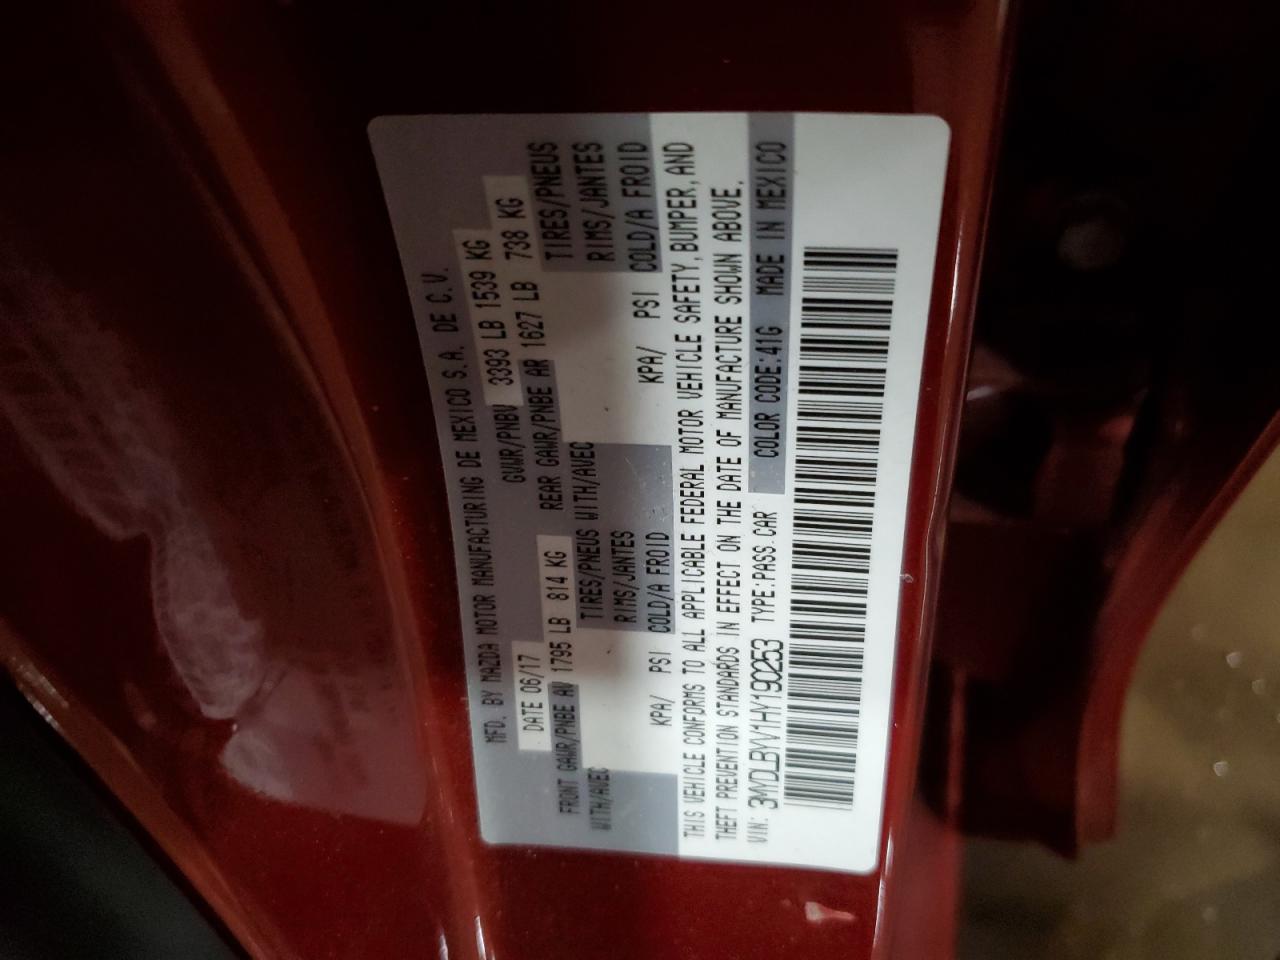 MFD. BY MAZDA MOTOR MANUFACTURING DE MEXICO S.A. DE C.V.
DATE 06/17 GVWR/PNBV 3393 LB 1539 KG
FRONT GAWR/PNBE AV 1795 LB 814 KG REAR GAWR/PNBE AR 1627 LB 738 KG
WITH/AVEC TIRES/PNEUS WITH/AVEC TIRES/PNEUS
RIMS/JANTES RIMS/JANTES
KPA/ PSI COLD/A FROID KPA/ PSI COLD/A FROID
THIS VEHICLE CONFORMS TO ALL APPLICABLE FEDERAL MOTOR VEHICLE SAFETY, BUMPER, AND
THEFT PREVENTION STANDARDS IN EFFECT ON THE DATE OF MANUFACTURE SHOWN ABOVE.
VIN: 3MYDLBYV1HY190253 TYPE:PASS.CAR COLOR CODE:41G MADE IN MEXICO